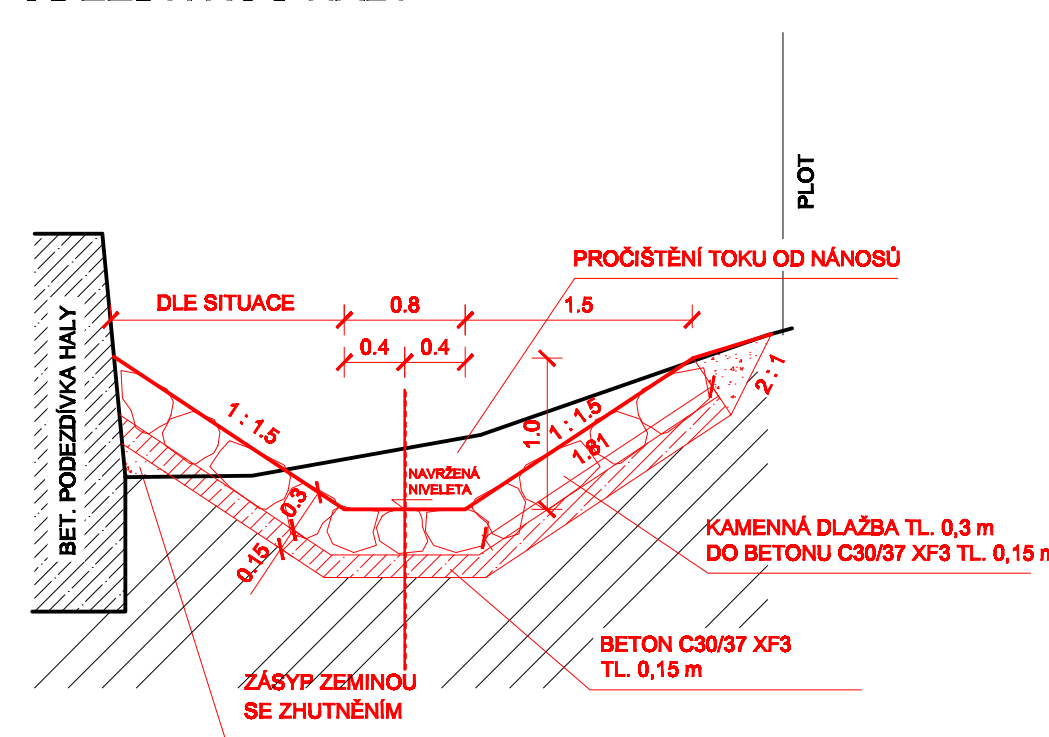 PLOT
PROČIŠTĚNÍ TOKU OD NÁNOSŮ
DLE SITUACE
0.8
1.5
0.4
0.4
BET. PODEZDÍVKA HALY
2 : 1
1 : 1.5
1.0
1 : 1.5
1.81
NAVRŽENÁ
NIVELETA
0.3
0.15
KAMENNÁ DLAŽBA TL. 0,3 m
DO BETONU C30/37 XF3 TL. 0,15
BETON C30/37 XF3
TL. 0,15 m
ZÁSYP ZEMINOU
SE ZHUTNĚNÍM